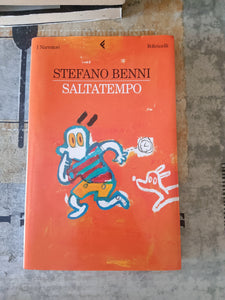 I Narratori
Feltrinelli
STEFANO BENNI
SALTATEMPO